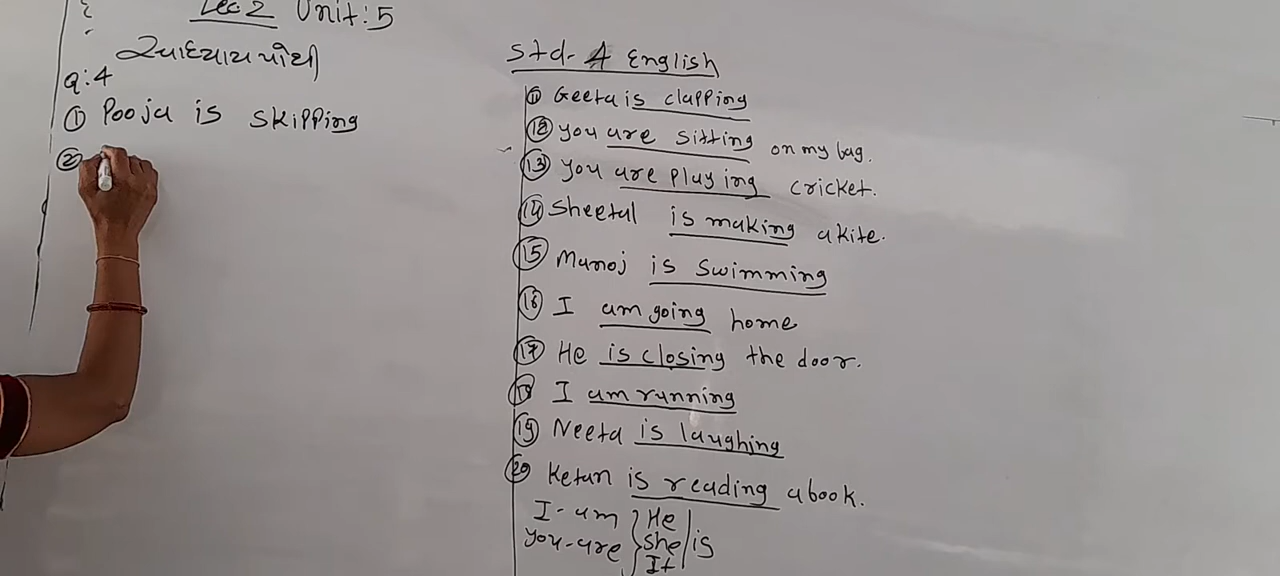 Lec 2 Unit:5
સ્વાધ્યાય પોથી
Q:4
① Pooja is skipping
②
Std- 4 English
⑪ Geeta is clapping
⑫ you are sitting on my bag.
⑬ you are playing cricket.
⑭ Sheetal is making a kite.
⑮ Manoj is swimming
⑯ I am going home
⑰ He is closing the door.
⑱ I am running
⑲ Neeta is laughing
⑳ Ketan is reading a book.
I - am } He
you - are } She / is
It